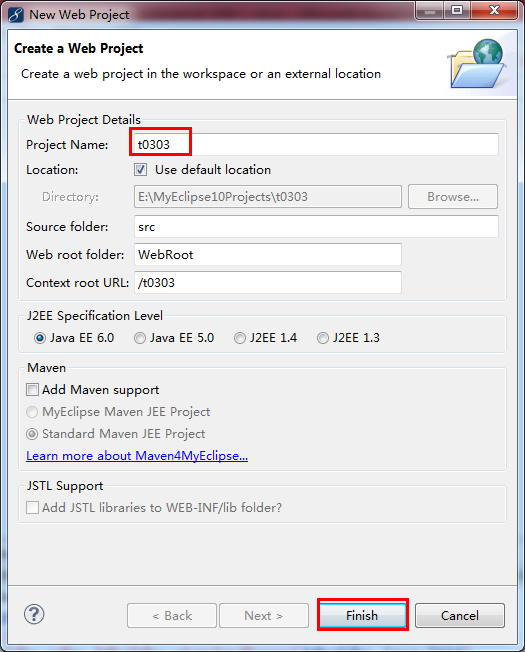 New Web Project
Create a Web Project
Create a web project in the workspace or an external location
Web Project Details
Project Name: t0303
Location: Use default location
Directory: E:\MyEclipse10Projects\t0303 Browse...
Source folder: src
Web root folder: WebRoot
Context root URL: /t0303
J2EE Specification Level
Java EE 6.0 Java EE 5.0 J2EE 1.4 J2EE 1.3
Maven
Add Maven support
MyEclipse Maven JEE Project
Standard Maven JEE Project
Learn more about Maven4MyEclipse...
JSTL Support
Add JSTL libraries to WEB-INF/lib folder?
? < Back Next > Finish Cancel